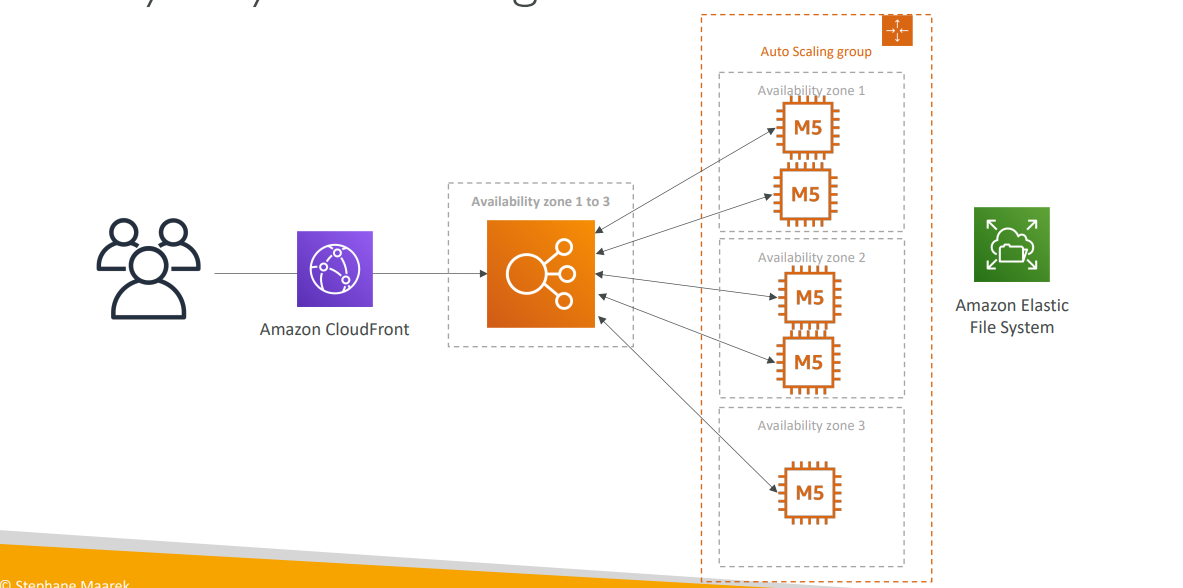 Auto Scaling group
Availability zone 1
M5
M5
Availability zone 1 to 3
Availability zone 2
M5
M5
Amazon CloudFront
Amazon Elastic
File System
Availability zone 3
M5
© Stephane Maarek